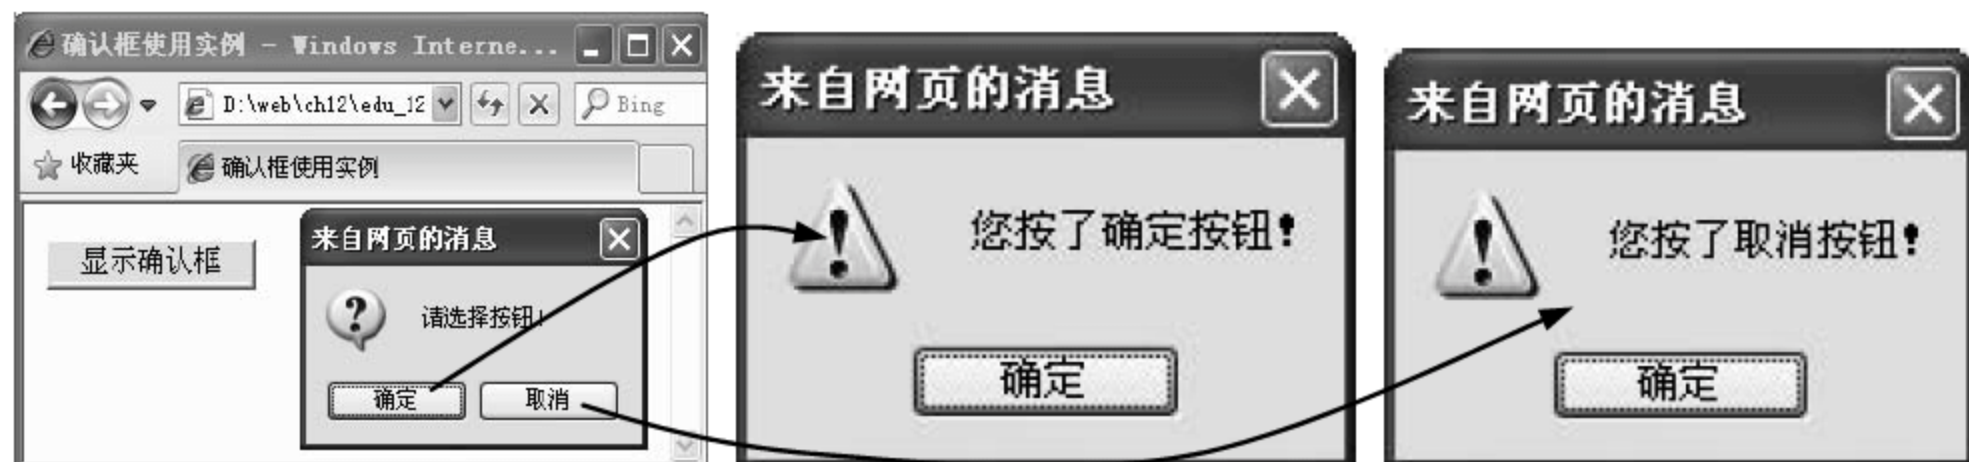 确认框使用实例 - Windows Interne...
D:\web\ch12\edu_12
Bing
收藏夹
确认框使用实例
显示确认框
来自网页的消息
请选择按钮!
确定
取消
来自网页的消息
您按了确定按钮!
确定
来自网页的消息
您按了取消按钮!
确定